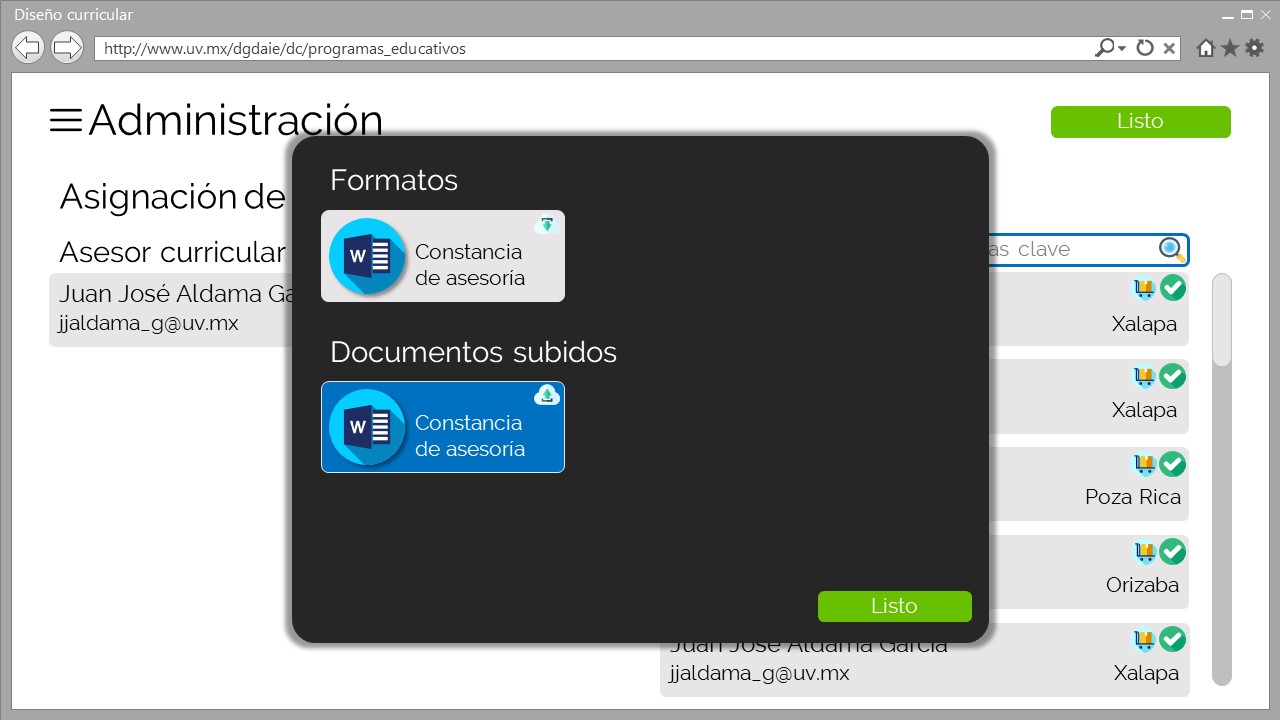 Diseño curricular
http://www.uv.mx/dgdaie/dc/programas_educativos
Administración
Listo
Asignación de
Asesor curricular
Juan José Aldama Ga
jjaldama_g@uv.mx
Formatos
W
Constancia
de asesoría
Documentos subidos
W
Constancia
de asesoría
Listo
as clave
Xalapa
Xalapa
Poza Rica
Orizaba
Juan José Aldama García
jjaldama_g@uv.mx
Xalapa